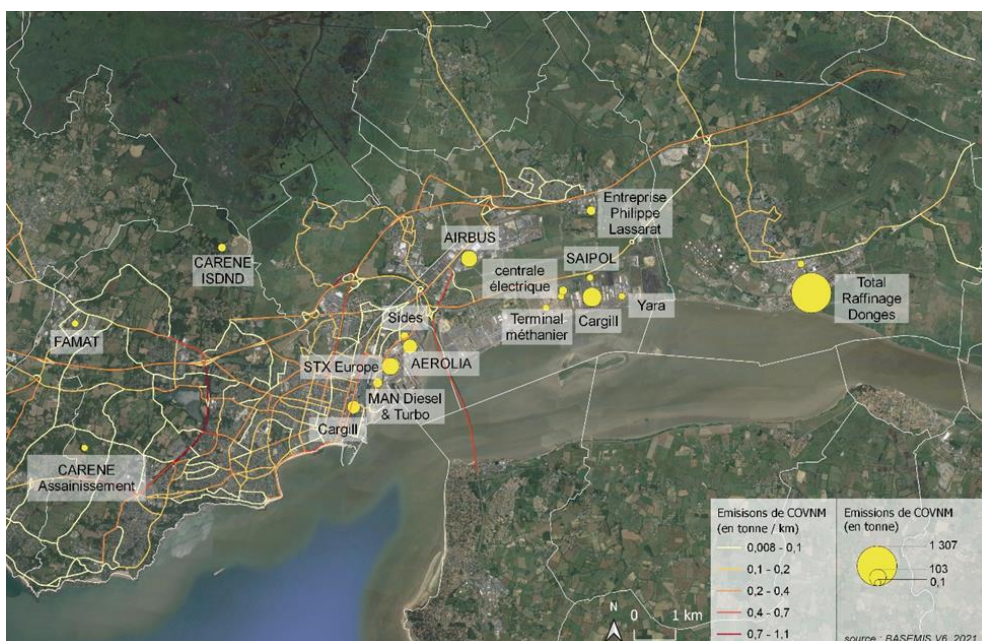 Entreprise
Philippe
Lassarat
AIRBUS
SAIPOL
CARENE
ISDND
centrale
électrique
Total
Raffinage
Donges
Yara
Terminal
méthanier
Cargill
Sides
FAMAT
AEROLIA
STX Europe
MAN Diesel
& Turbo
Cargill
CARENE
Assainissement
Emisisons de COVNM
(en tonne / km)
0,008 - 0,1
0,1 - 0,2
0,2 - 0,4
0,4 - 0,7
0,7 - 1,1
Emissions de COVNM
(en tonne)
1 307
103
0,1
N
0 1 km
source : BASEMIS V6, 2021